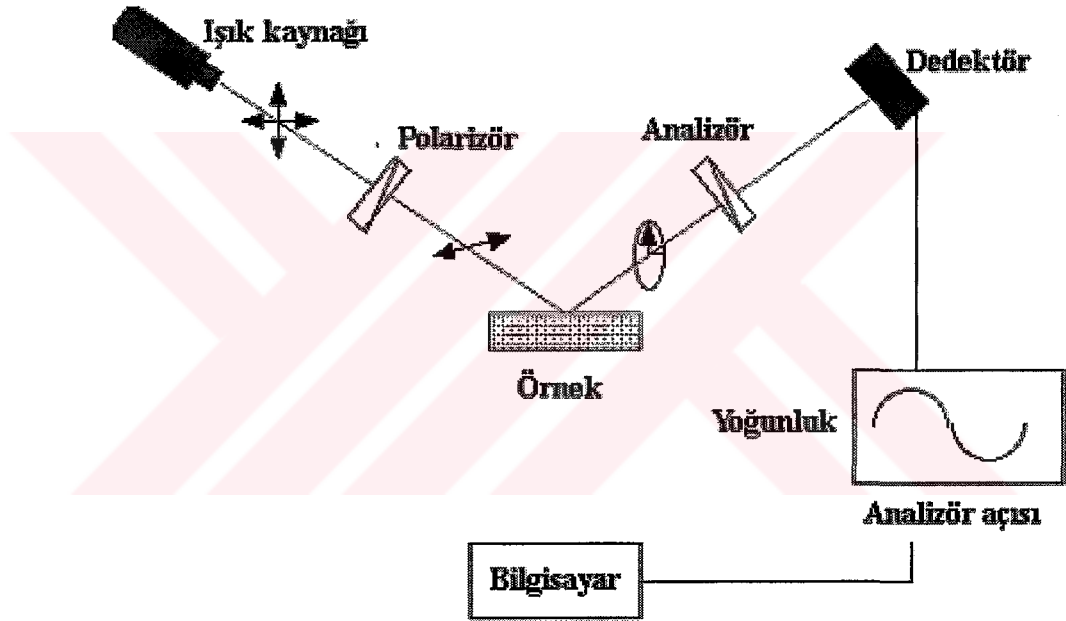 Işık kaynağı
Dedektör
Polarizör
Analizör
Örnek
Yoğunluk
Analizör açısı
Bilgisayar